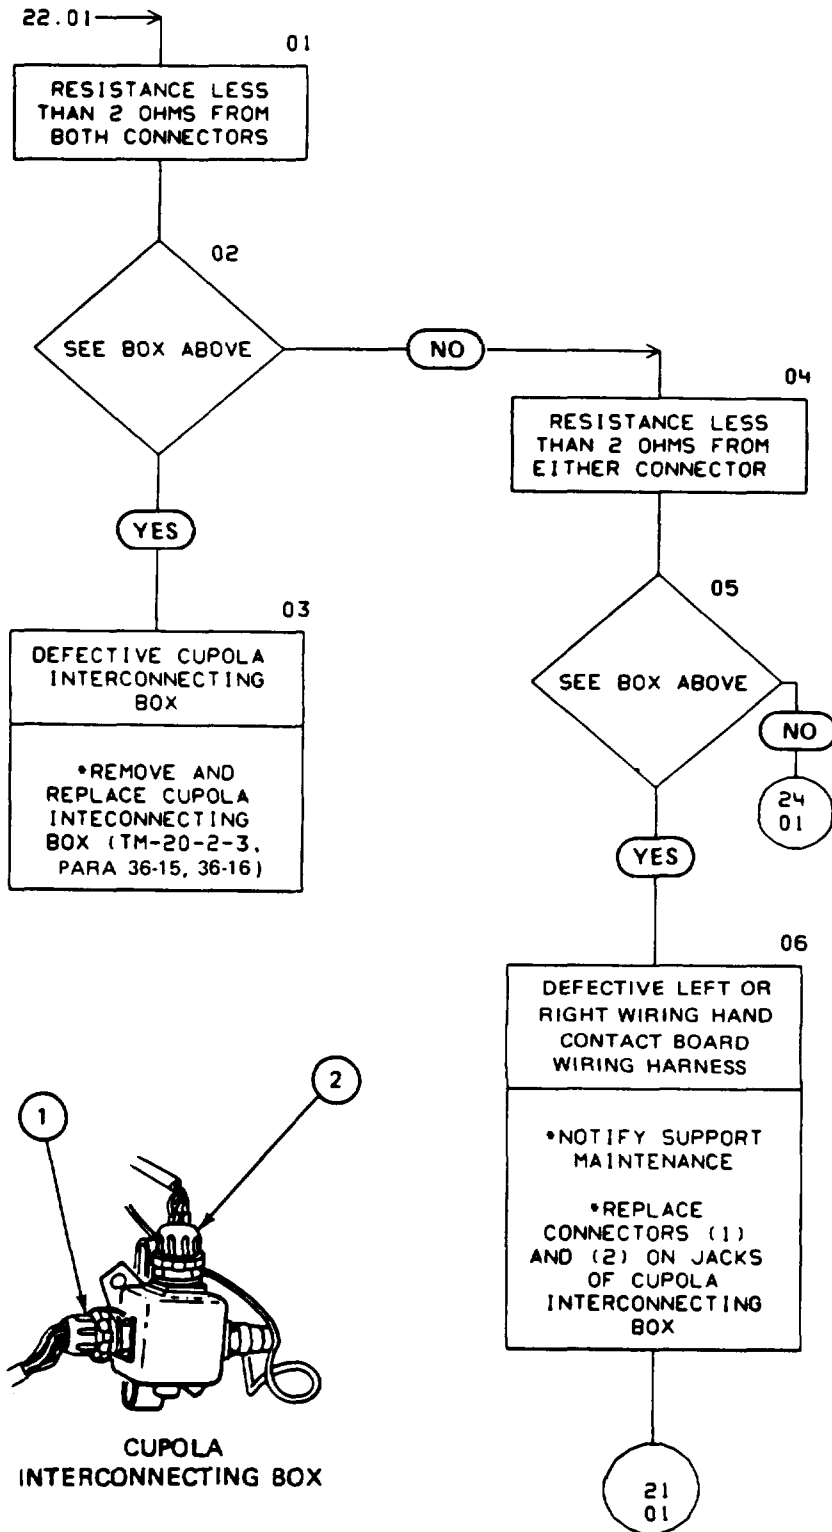 22.01
01
RESISTANCE LESS
THAN 2 OHMS FROM
BOTH CONNECTORS
02
SEE BOX ABOVE
NO
YES
03
DEFECTIVE CUPOLA
INTERCONNECTING
BOX
*REMOVE AND
REPLACE CUPOLA
INTECONNECTING
BOX (TM-20-2-3,
PARA 36-15, 36-16)
04
RESISTANCE LESS
THAN 2 OHMS FROM
EITHER CONNECTOR
05
SEE BOX ABOVE
NO
24
01
YES
06
DEFECTIVE LEFT OR
RIGHT WIRING HAND
CONTACT BOARD
WIRING HARNESS
*NOTIFY SUPPORT
MAINTENANCE
*REPLACE
CONNECTORS (1)
AND (2) ON JACKS
OF CUPOLA
INTERCONNECTING
BOX
21
01
1
2
CUPOLA
INTERCONNECTING BOX